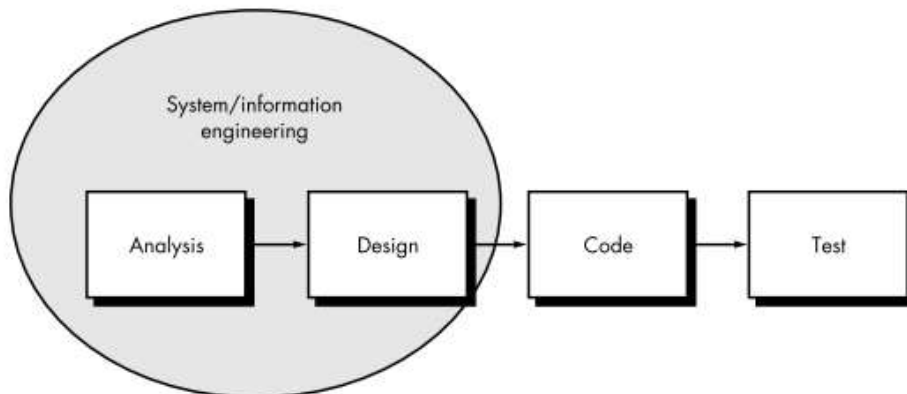 System/information
engineering
Analysis
Design
Code
Test